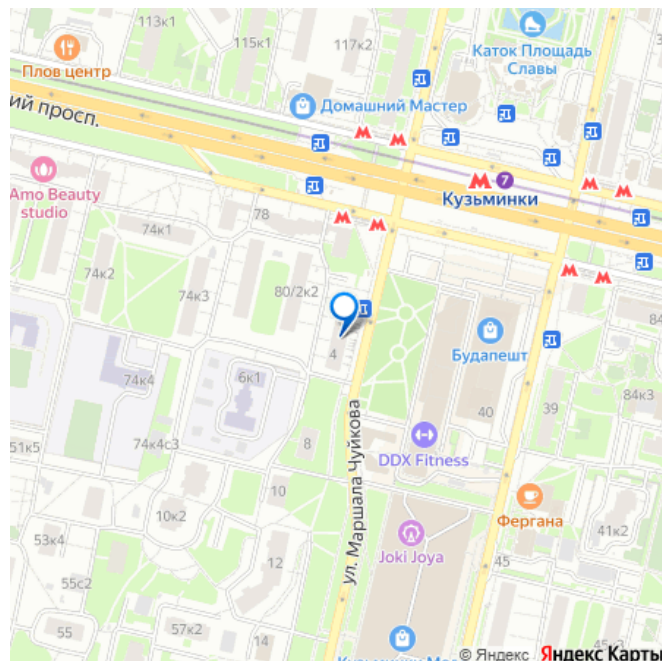 113к1
115к1
117к2
Плов центр
Каток Площадь
Славы
Домашний Мастер
ий просп.
7
Кузьминки
Amo Beauty
studio
78
74к1
74к2
74к3
80/2к2
84
Будапешт
4
6к1
74к4
84к3
40
39
51к5
74к4с3
8
DDX Fitness
ул. Маршала Чуйкова
10
Фергана
10к2
41к2
53к4
Joki Joya
12
45
55с2
57к2
55
14
© Яндекс
Яндекс Карты